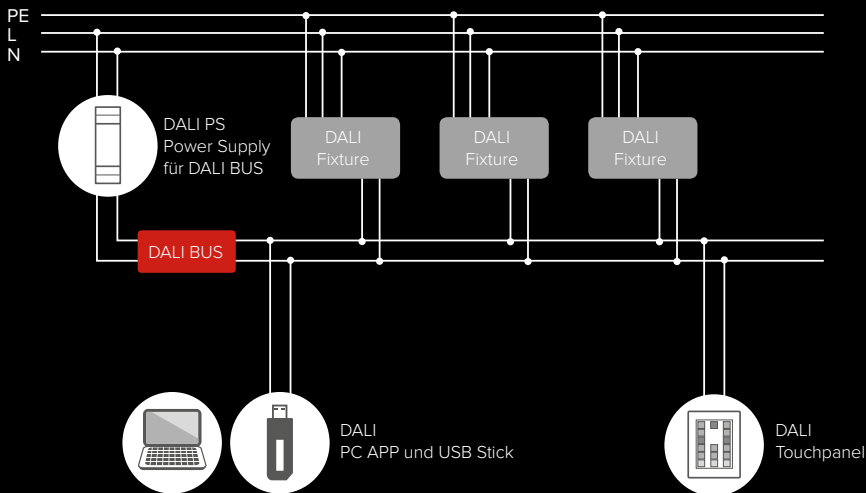 PE
L
N
DALI PS
Power Supply
für DALI BUS
DALI
Fixture
DALI
Fixture
DALI
Fixture
DALI BUS
DALI
PC APP und USB Stick
DALI
Touchpanel